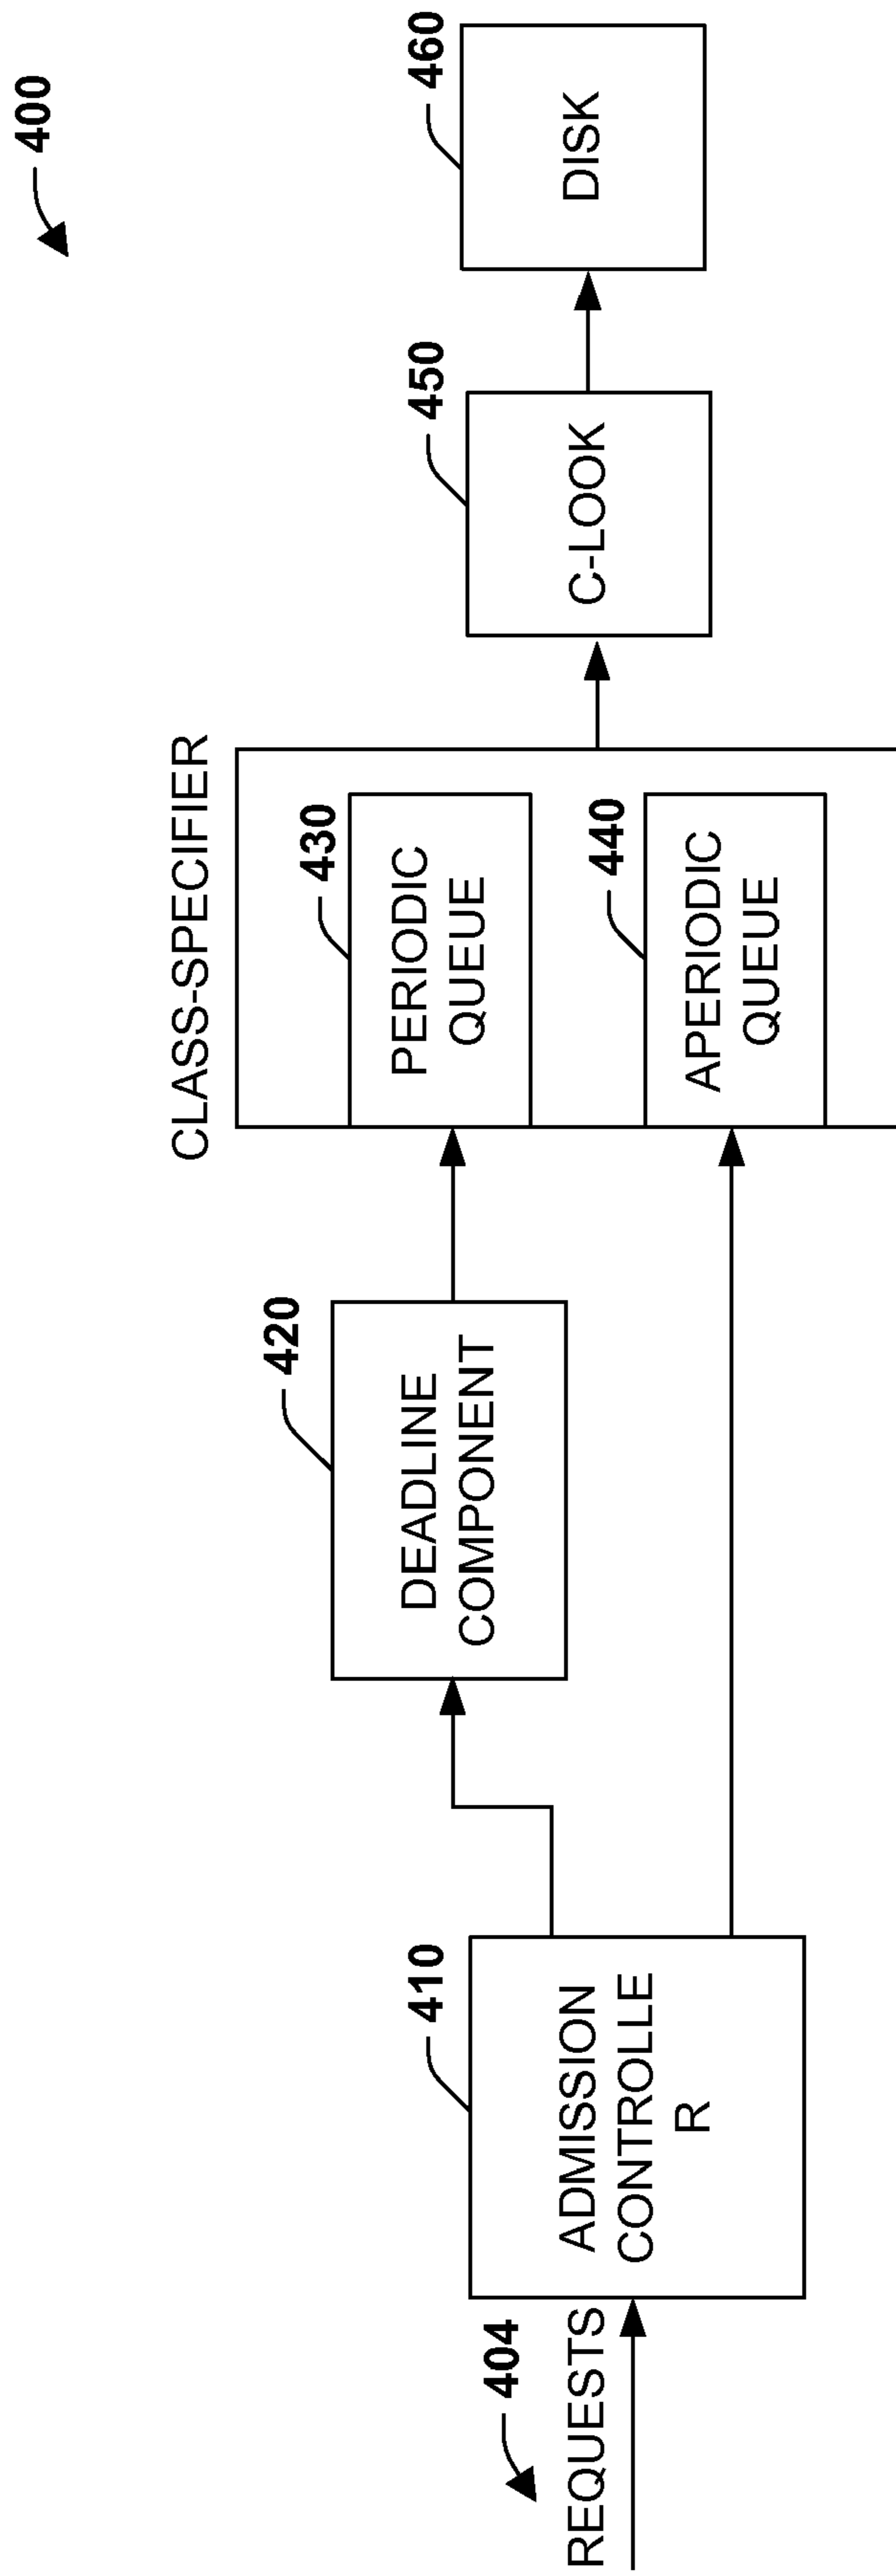 400
CLASS-SPECIFIER
420
DEADLINE
COMPONENT
430
PERIODIC
QUEUE
404
REQUESTS
410
ADMISSION
CONTROLLE
R
440
APERIODIC
QUEUE
450
C-LOOK
460
DISK